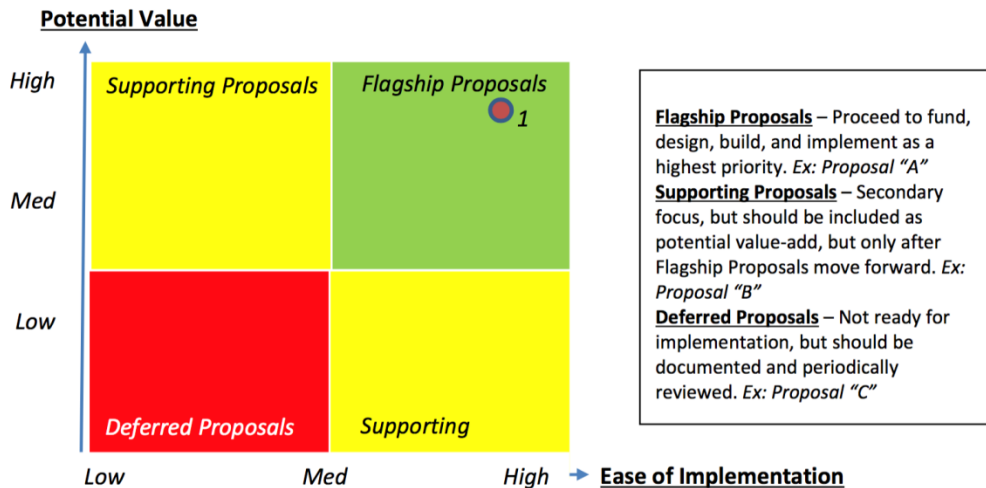 Potential Value
High
Med
Low
Supporting Proposals
Flagship Proposals
1
Deferred Proposals
Supporting
Low
Med
High
Ease of Implementation
Flagship Proposals – Proceed to fund,
design, build, and implement as a
highest priority. Ex: Proposal “A”
Supporting Proposals – Secondary
focus, but should be included as
potential value-add, but only after
Flagship Proposals move forward. Ex:
Proposal “B”
Deferred Proposals – Not ready for
implementation, but should be
documented and periodically
reviewed. Ex: Proposal “C”